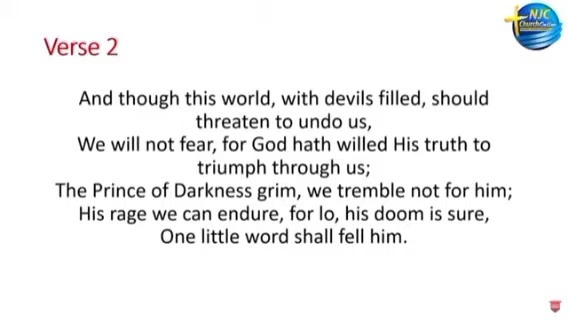 NJC
Verse 2
And though this world, with devils filled, should
threaten to undo us,
We will not fear, for God hath willed His truth to
triumph through us;
The Prince of Darkness grim, we tremble not for him;
His rage we can endure, for lo, his doom is sure,
One little word shall fell him.